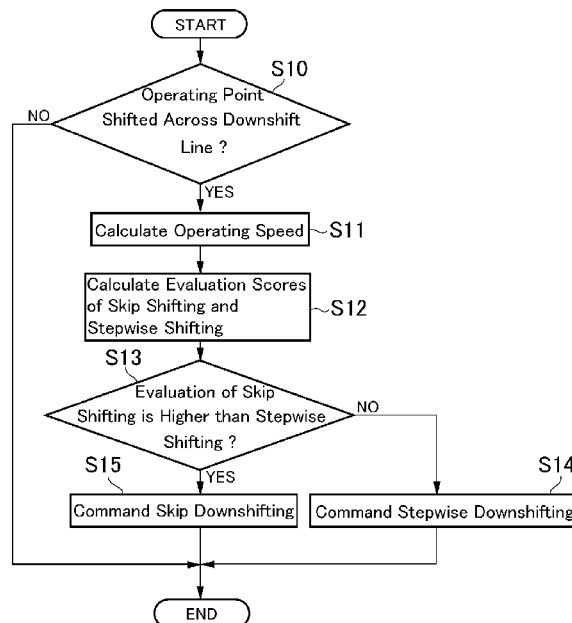 START
S10
Operating Point
Shifted Across Downshift
Line ?
NO
YES
Calculate Operating Speed
S11
Calculate Evaluation Scores
of Skip Shifting and
Stepwise Shifting
S12
S13
Evaluation of Skip
Shifting is Higher than Stepwise
Shifting ?
NO
YES
S15
S14
Command Skip Downshifting
Command Stepwise Downshifting
END